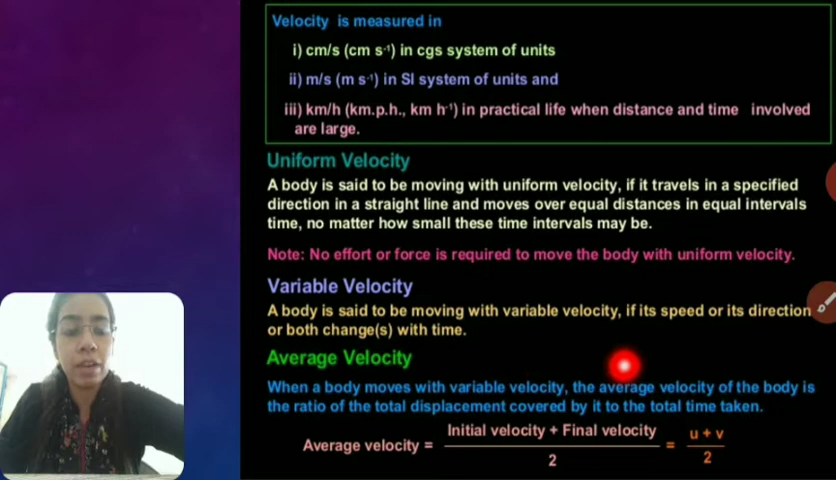 Velocity is measured in
i) cm/s (cm s⁻¹) in cgs system of units
ii) m/s (m s⁻¹) in SI system of units and
iii) km/h (km.p.h., km h⁻¹) in practical life when distance and time involved
are large.
Uniform Velocity
A body is said to be moving with uniform velocity, if it travels in a specified
direction in a straight line and moves over equal distances in equal intervals
time, no matter how small these time intervals may be.
Note: No effort or force is required to move the body with uniform velocity.
Variable Velocity
A body is said to be moving with variable velocity, if its speed or its direction
or both change(s) with time.
Average Velocity
When a body moves with variable velocity, the average velocity of the body is
the ratio of the total displacement covered by it to the total time taken.
Initial velocity + Final velocity u + v
Average velocity = =
2 2